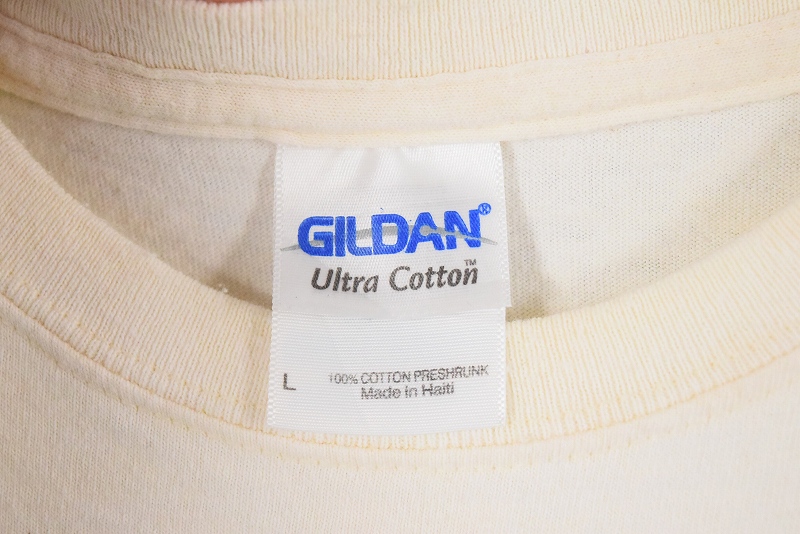 GILDAN®
Ultra Cotton™
L
100% COTTON PRESHRUNK
Made in Haiti